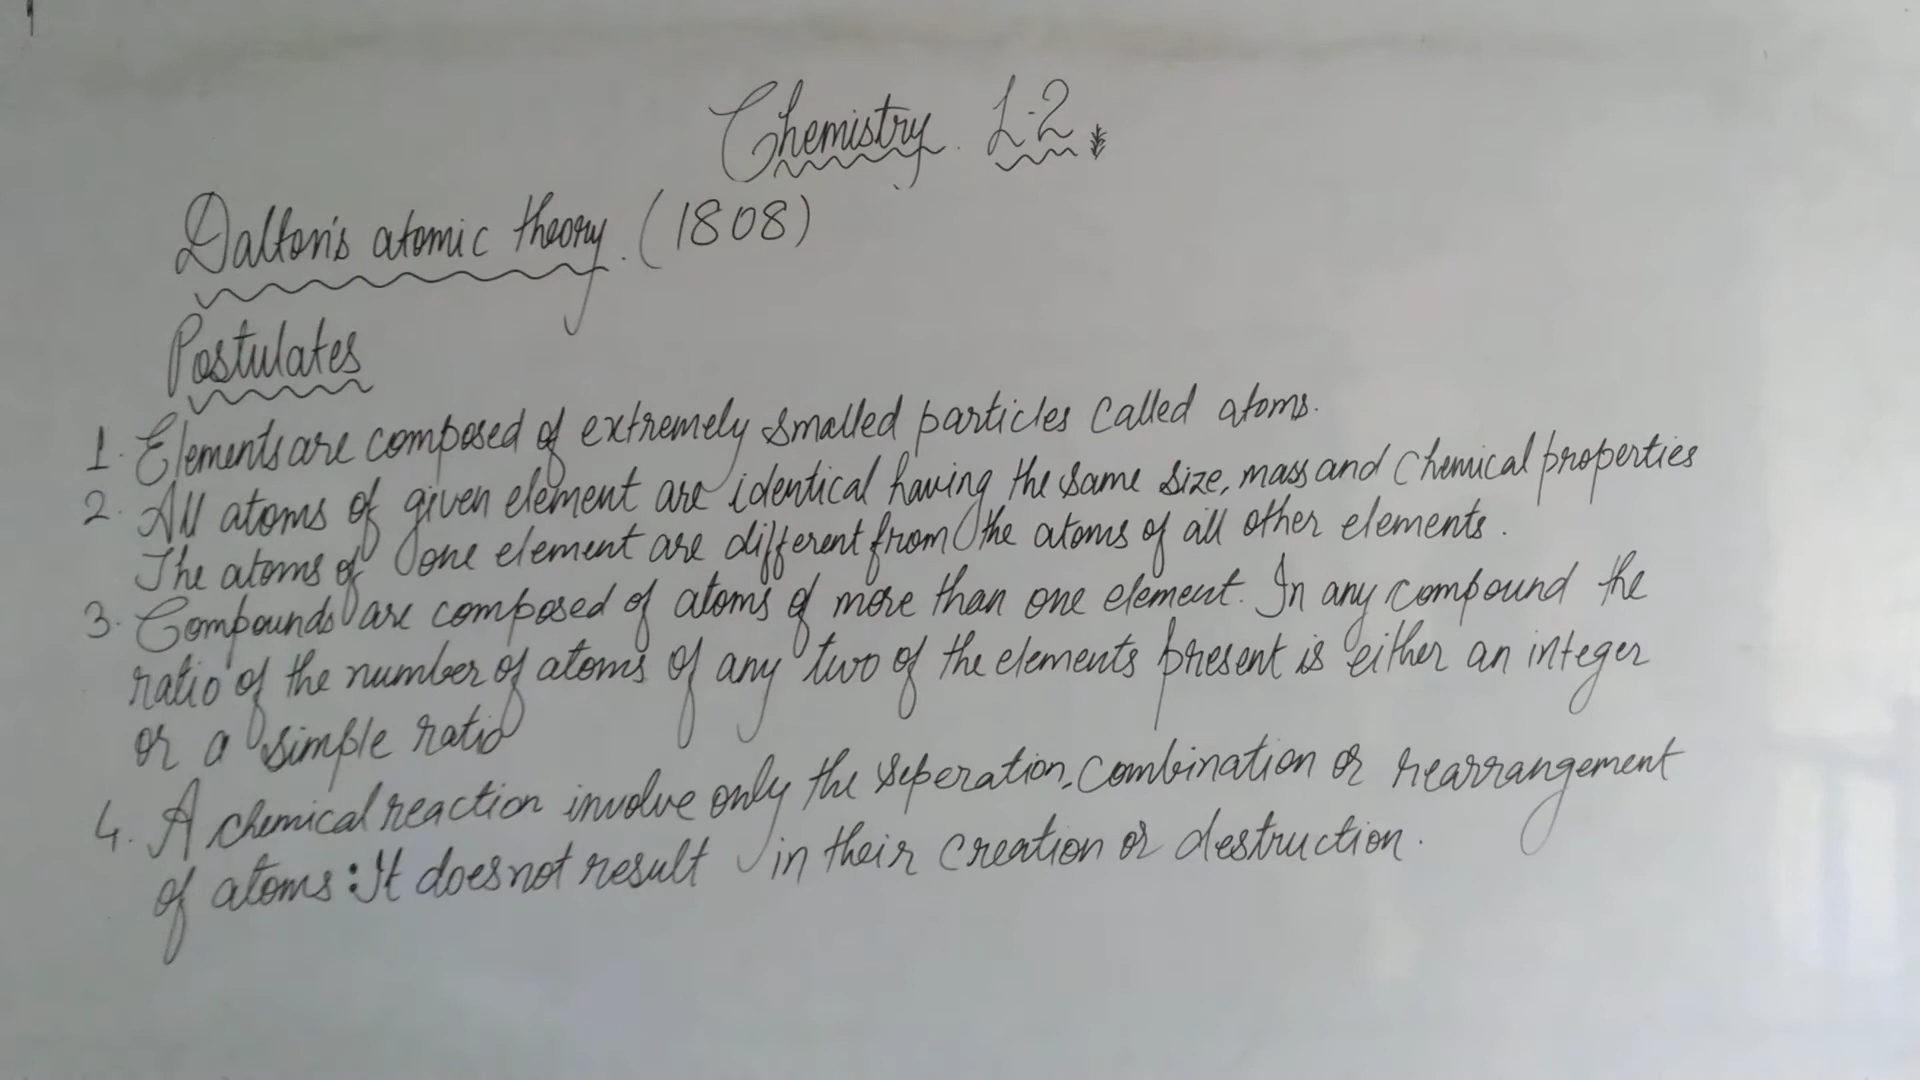 Chemistry. L-2
Dalton's atomic theory. (1808)
Postulates
1. Elements are composed of extremely smalled particles called atoms.
2. All atoms of given element are identical having the same size, mass and chemical properties
The atoms of one element are different from the atoms of all other elements.
3. Compounds are composed of atoms of more than one element. In any compound the
ratio of the number of atoms of any two of the elements present is either an integer
or a simple ratio
4. A chemical reaction involve only the seperation, combination or rearrangement
of atoms: It does not result in their creation or destruction.